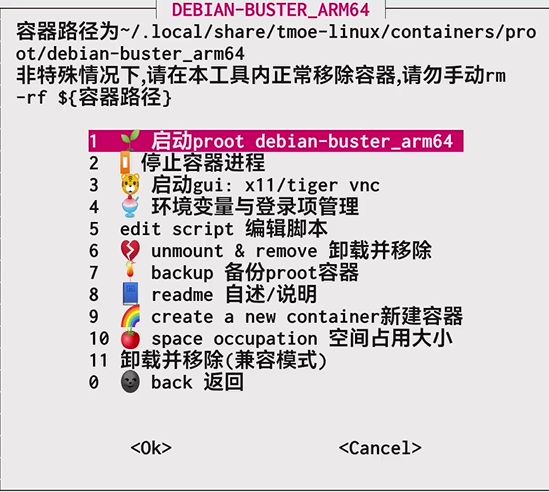 DEBIAN-BUSTER_ARM64
容器路径为~/.local/share/tmoe-linux/containers/pro
ot/debian-buster_arm64
非特殊情况下,请在本工具内正常移除容器,请勿手动rm
-rf ${容器路径}
1 启动proot debian-buster_arm64
2 停止容器进程
3 启动gui: x11/tiger vnc
4 环境变量与登录项管理
5 edit script 编辑脚本
6 unmount & remove 卸载并移除
7 backup 备份proot容器
8 readme 自述/说明
9 create a new container新建容器
10 space occupation 空间占用大小
11 卸载并移除(兼容模式)
0 back 返回
<Ok> <Cancel>